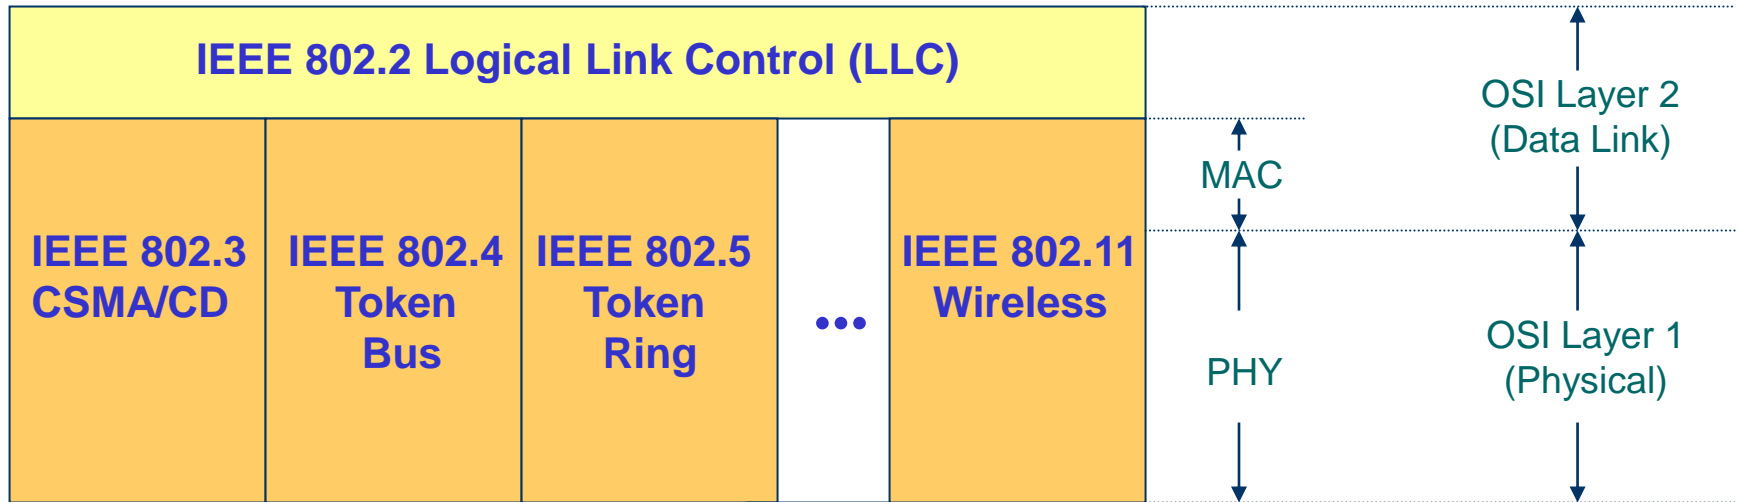 IEEE 802.2 Logical Link Control (LLC)
OSI Layer 2
(Data Link)
MAC
IEEE 802.3
CSMA/CD
IEEE 802.4
Token
Bus
IEEE 802.5
Token
Ring
...
IEEE 802.11
Wireless
PHY
OSI Layer 1
(Physical)